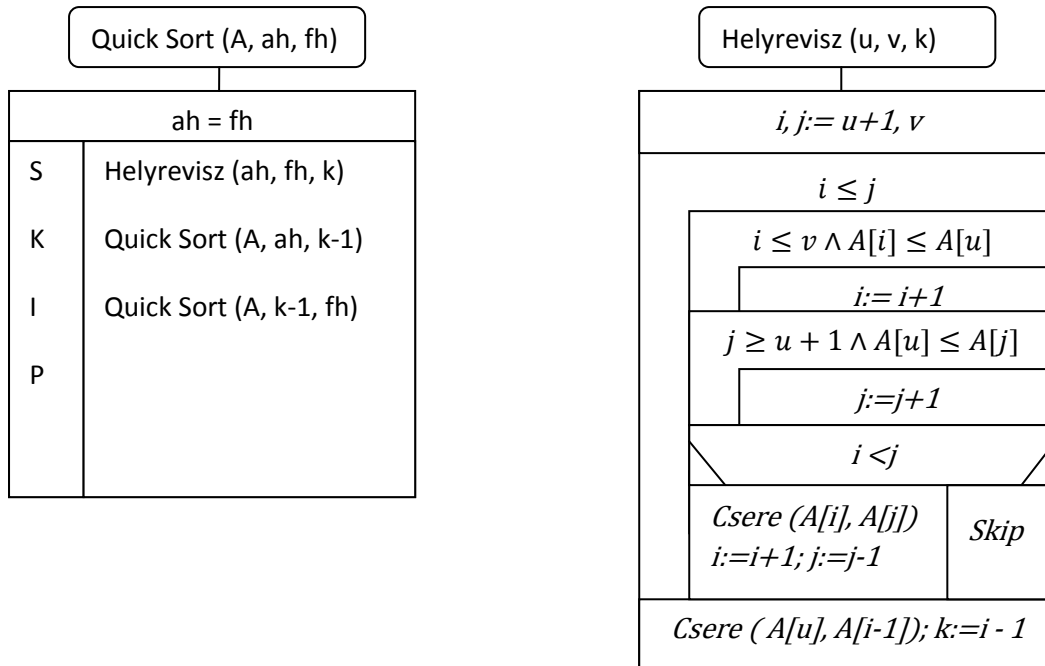 Quick Sort (A, ah, fh)
ah = fh
S
Helyrevisz (ah, fh, k)
K
Quick Sort (A, ah, k-1)
I
Quick Sort (A, k-1, fh)
P
Helyrevisz (u, v, k)
i, j:= u+1, v
i ≤ j
i ≤ v ∧ A[i] ≤ A[u]
i:= i+1
j ≥ u + 1 ∧ A[u] ≤ A[j]
j:=j+1
i <j
Csere (A[i], A[j])
i:=i+1; j:=j-1
Skip
Csere ( A[u], A[i-1]); k:=i - 1